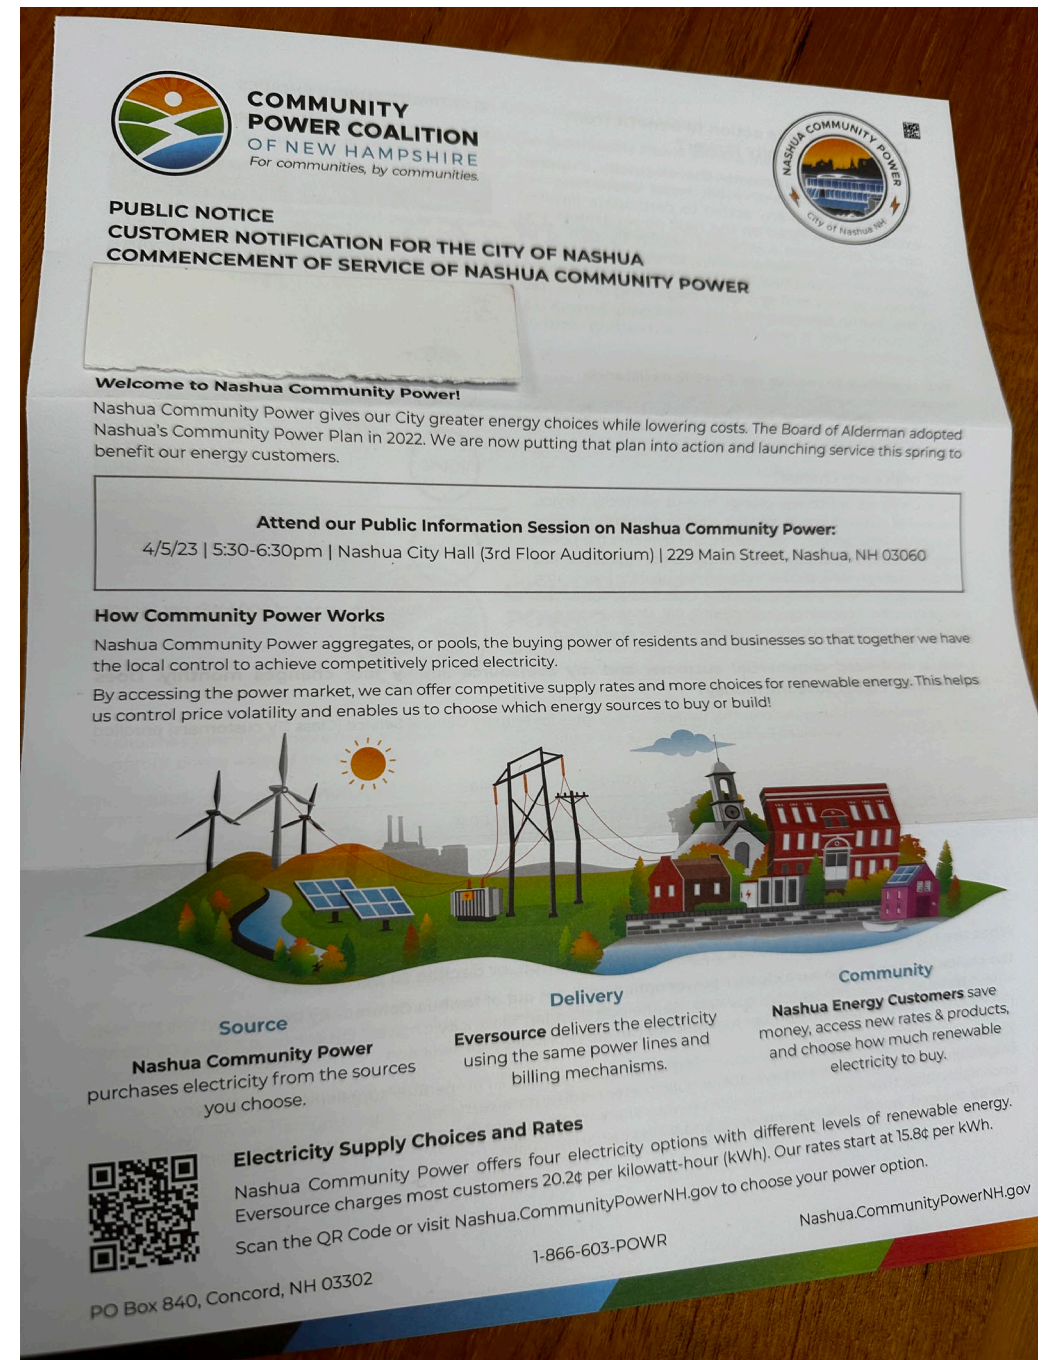 COMMUNITY
POWER COALITION
OF NEW HAMPSHIRE
For communities, by communities.
NASHUA COMMUNITY POWER
City of Nashua NH
PUBLIC NOTICE
CUSTOMER NOTIFICATION FOR THE CITY OF NASHUA
COMMENCEMENT OF SERVICE OF NASHUA COMMUNITY POWER
Welcome to Nashua Community Power!
Nashua Community Power gives our City greater energy choices while lowering costs. The Board of Alderman adopted
Nashua's Community Power Plan in 2022. We are now putting that plan into action and launching service this spring to
benefit our energy customers.
Attend our Public Information Session on Nashua Community Power:
4/5/23 | 5:30-6:30pm | Nashua City Hall (3rd Floor Auditorium) | 229 Main Street, Nashua, NH 03060
How Community Power Works
Nashua Community Power aggregates, or pools, the buying power of residents and businesses so that together we have
the local control to achieve competitively priced electricity.
By accessing the power market, we can offer competitive supply rates and more choices for renewable energy. This helps
us control price volatility and enables us to choose which energy sources to buy or build!
Source
Nashua Community Power
purchases electricity from the sources
you choose.
Delivery
Eversource delivers the electricity
using the same power lines and
billing mechanisms.
Community
Nashua Energy Customers save
money, access new rates & products,
and choose how much renewable
electricity to buy.
Electricity Supply Choices and Rates
Nashua Community Power offers four electricity options with different levels of renewable energy.
Eversource charges most customers 20.2¢ per kilowatt-hour (kWh). Our rates start at 15.8¢ per kWh.
Scan the QR Code or visit Nashua.CommunityPowerNH.gov to choose your power option.
PO Box 840, Concord, NH 03302
1-866-603-POWR
Nashua.CommunityPowerNH.gov